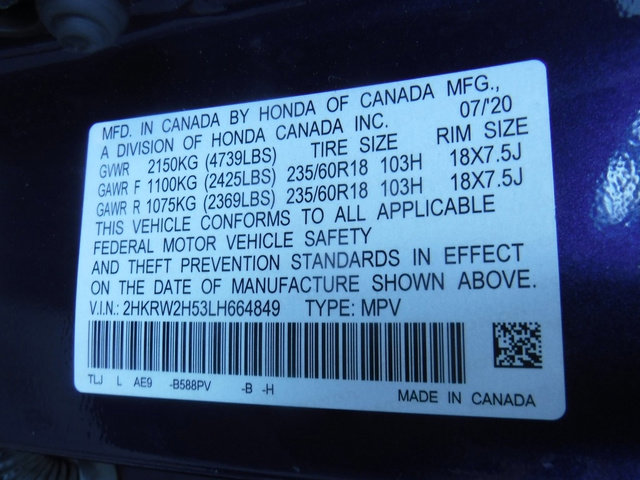 MFD. IN CANADA BY HONDA OF CANADA MFG.,
A DIVISION OF HONDA CANADA INC. 07/'20
GVWR 2150KG (4739LBS) TIRE SIZE RIM SIZE
GAWR F 1100KG (2425LBS) 235/60R18 103H 18X7.5J
GAWR R 1075KG (2369LBS) 235/60R18 103H 18X7.5J
THIS VEHICLE CONFORMS TO ALL APPLICABLE
FEDERAL MOTOR VEHICLE SAFETY
AND THEFT PREVENTION STANDARDS IN EFFECT
ON THE DATE OF MANUFACTURE SHOWN ABOVE.
V.I.N.: 2HKRW2H53LH664849 TYPE: MPV
TLJ L AE9 -B588PV -B -H
MADE IN CANADA